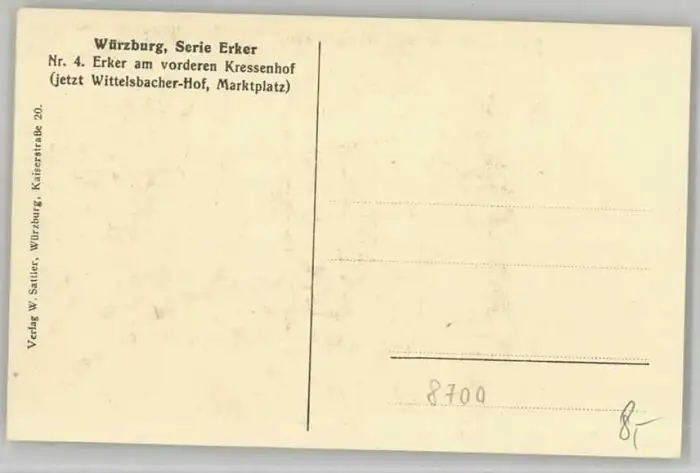 Würzburg, Serie Erker
Nr. 4. Erker am vorderen Kressenhof
(jetzt Wittelsbacher-Hof, Marktplatz)
Verlag W. Sattler, Würzburg, Kaiserstraße 20.
8700
8,-